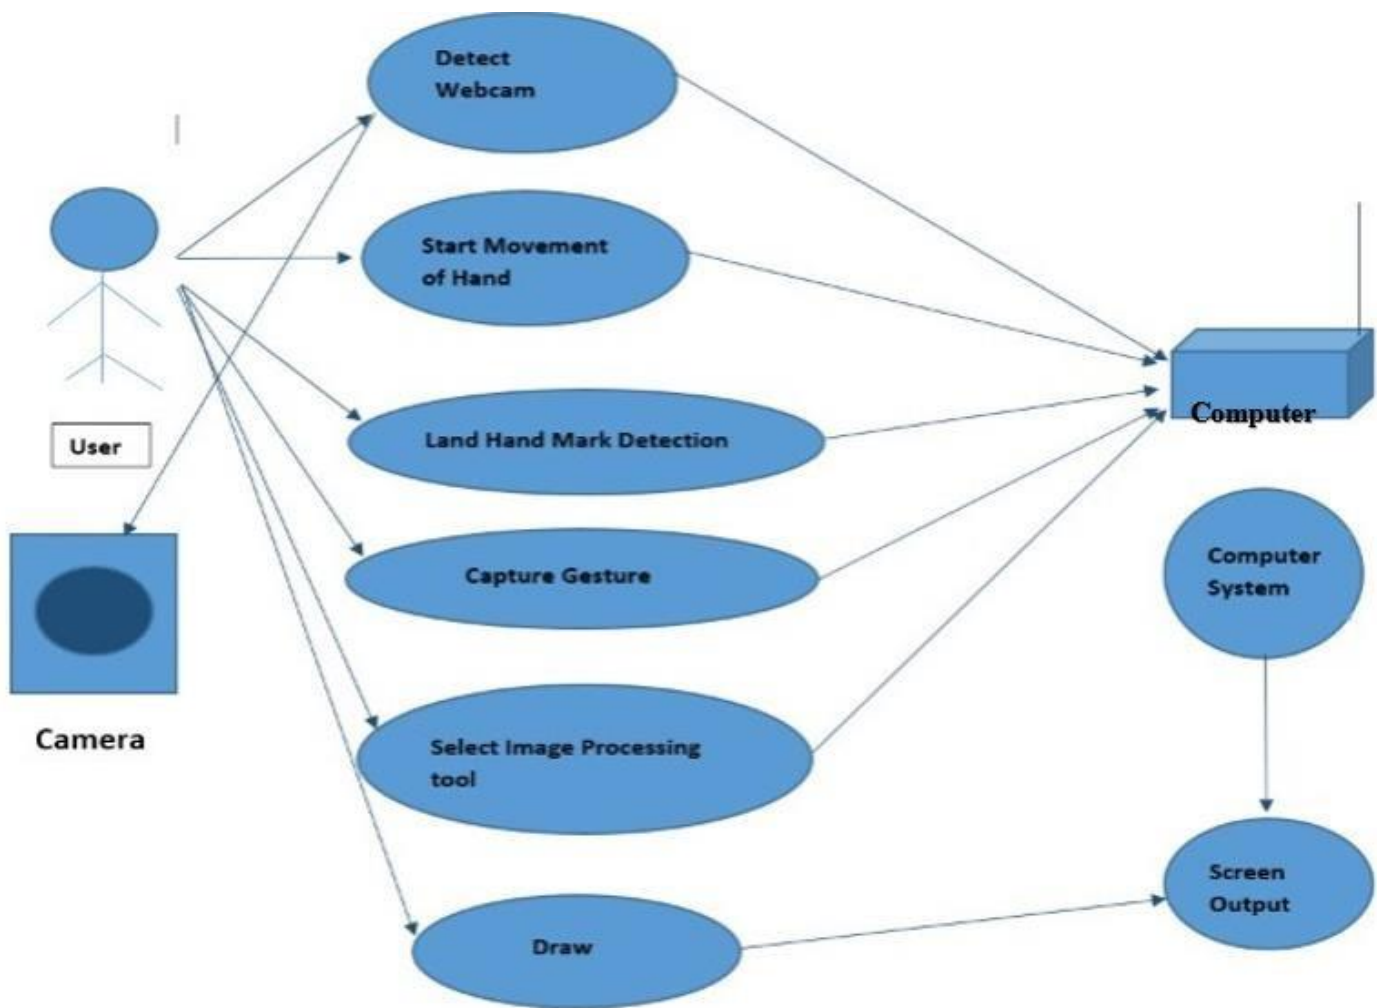 Detect
Webcam
Start Movement
of Hand
User
Land Hand Mark Detection
Computer
Capture Gesture
Computer
System
Camera
Select Image Processing
tool
Screen
Output
Draw